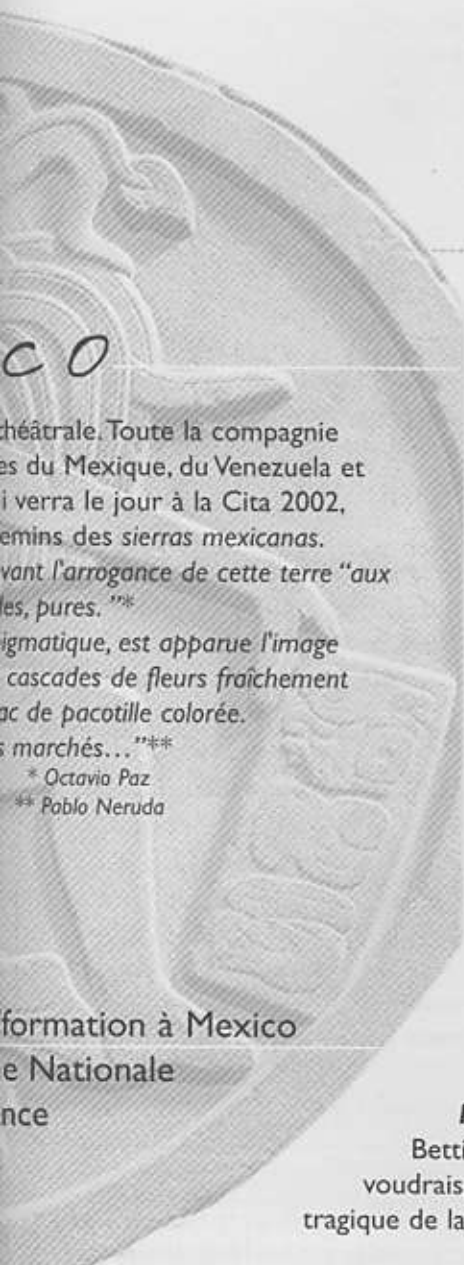 C O
théâtrale. Toute la compagnie
es du Mexique, du Venezuela et
i verra le jour à la Cita 2002,
emins des sierras mexicanas.
vant l'arrogance de cette terre “aux
les, pures. ”*
igmatique, est apparue l'image
cascades de fleurs fraîchement
ac de pacotille colorée.
s marchés…”**
* Octavio Paz
** Pablo Neruda
formation à Mexico
e Nationale
nce
Betti
voudrais
tragique de la